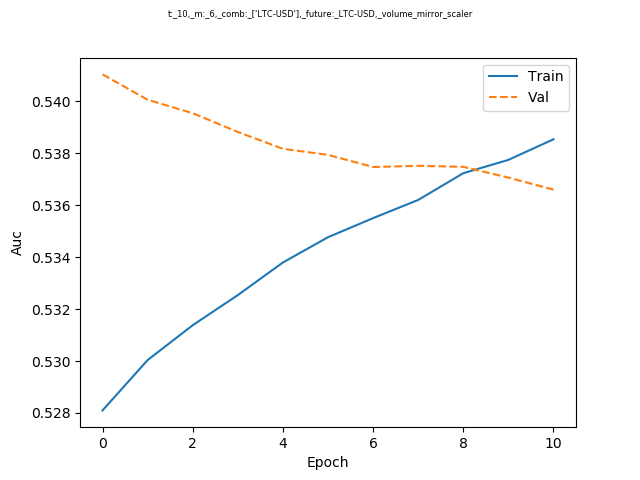 t:_10,_m:_6,_comb:_['LTC-USD'],_future:_LTC-USD,_volume_mirror_scaler
Train
Val
0.540
0.538
0.536
0.534
0.532
0.530
0.528
Auc
0 2 4 6 8 10
Epoch